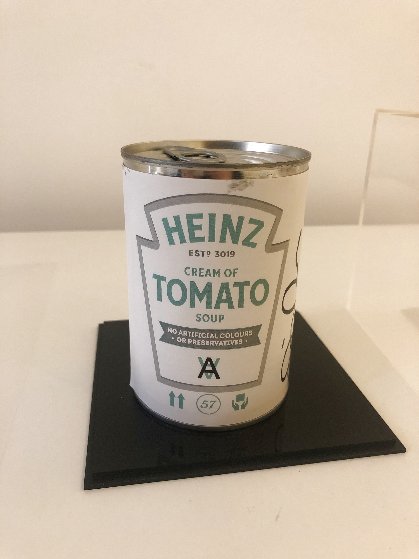 HEINZ
ESTD 3019
CREAM OF
TOMATO
SOUP
NO ARTIFICIAL COLOURS
• OR PRESERVATIVES •
57